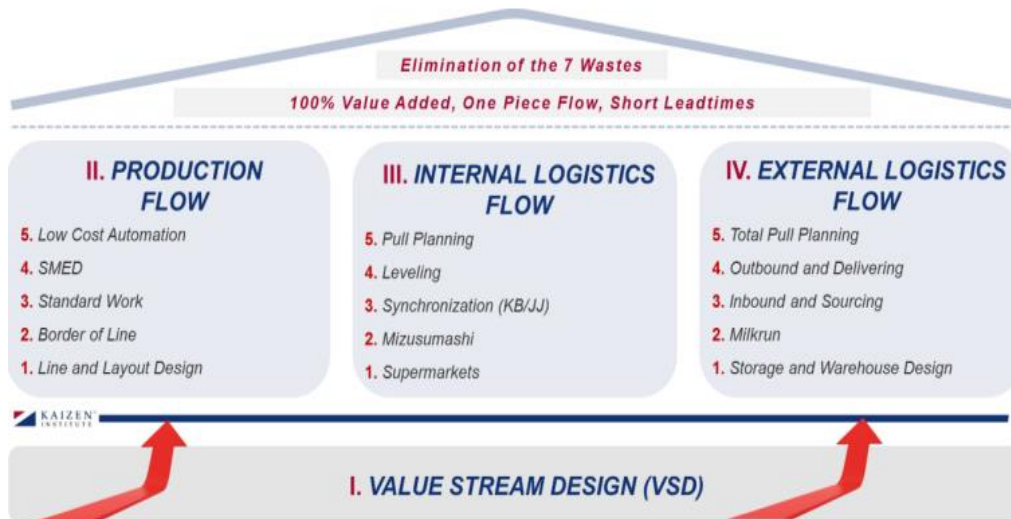 Elimination of the 7 Wastes
100% Value Added, One Piece Flow, Short Leadtimes
II. PRODUCTION
FLOW
5. Low Cost Automation
4. SMED
3. Standard Work
2. Border of Line
1. Line and Layout Design
III. INTERNAL LOGISTICS
FLOW
5. Pull Planning
4. Leveling
3. Synchronization (KB/JJ)
2. Mizusumashi
1. Supermarkets
IV. EXTERNAL LOGISTICS
FLOW
5. Total Pull Planning
4. Outbound and Delivering
3. Inbound and Sourcing
2. Milkrun
1. Storage and Warehouse Design
KAIZEN™
INSTITUTE
I. VALUE STREAM DESIGN (VSD)